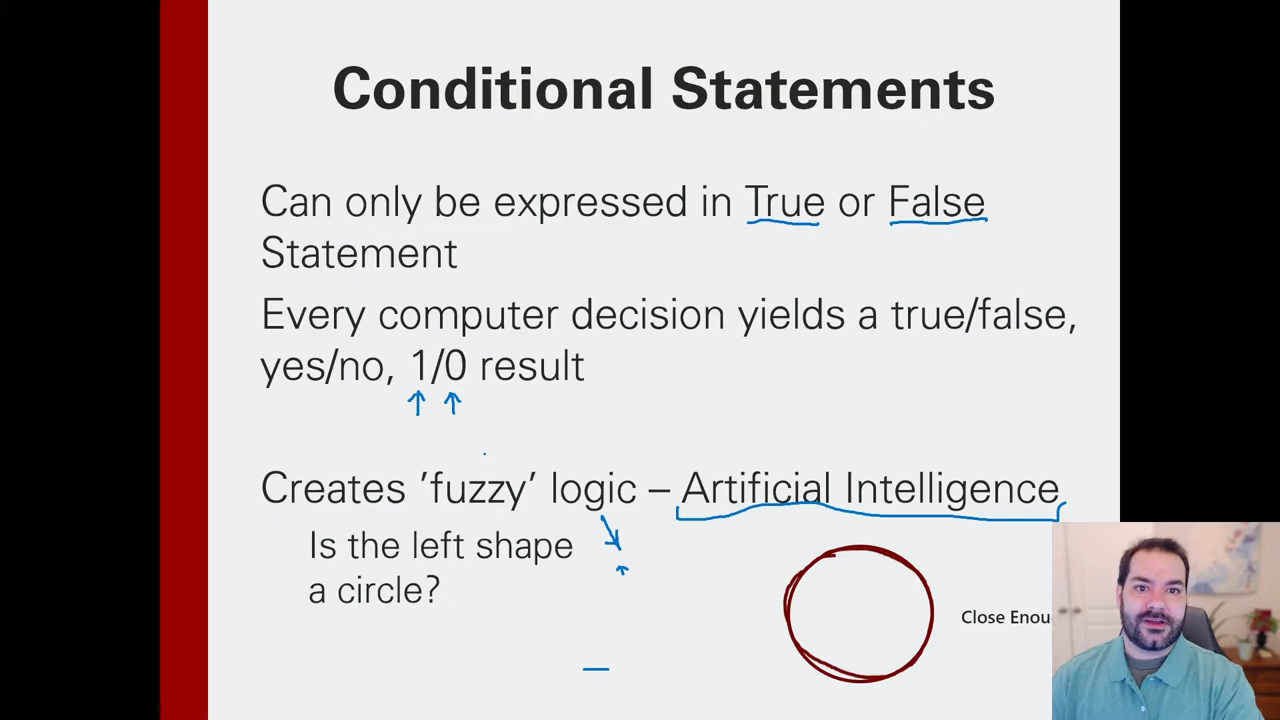 Conditional Statements
Can only be expressed in True or False
Statement
Every computer decision yields a true/false,
yes/no, 1/0 result
Creates ’fuzzy’ logic – Artificial Intelligence
Is the left shape
a circle?
Close